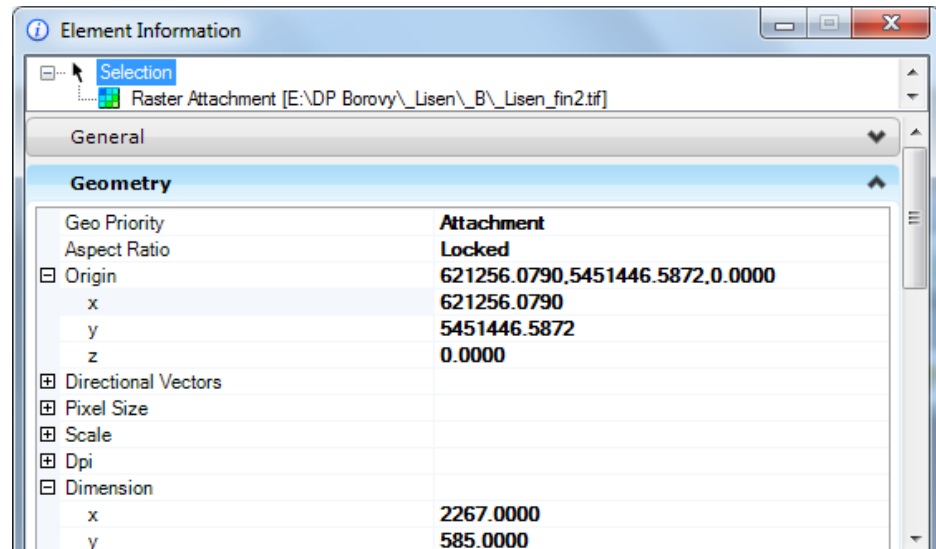 Element Information
Selection
Raster Attachment [E:\DP Borovy\_Lisen\_B\_Lisen_fin2.tif]
General
Geometry
Geo Priority Attachment
Aspect Ratio Locked
Origin 621256.0790,5451446.5872,0.0000
x 621256.0790
y 5451446.5872
z 0.0000
Directional Vectors
Pixel Size
Scale
Dpi
Dimension
x 2267.0000
y 585.0000